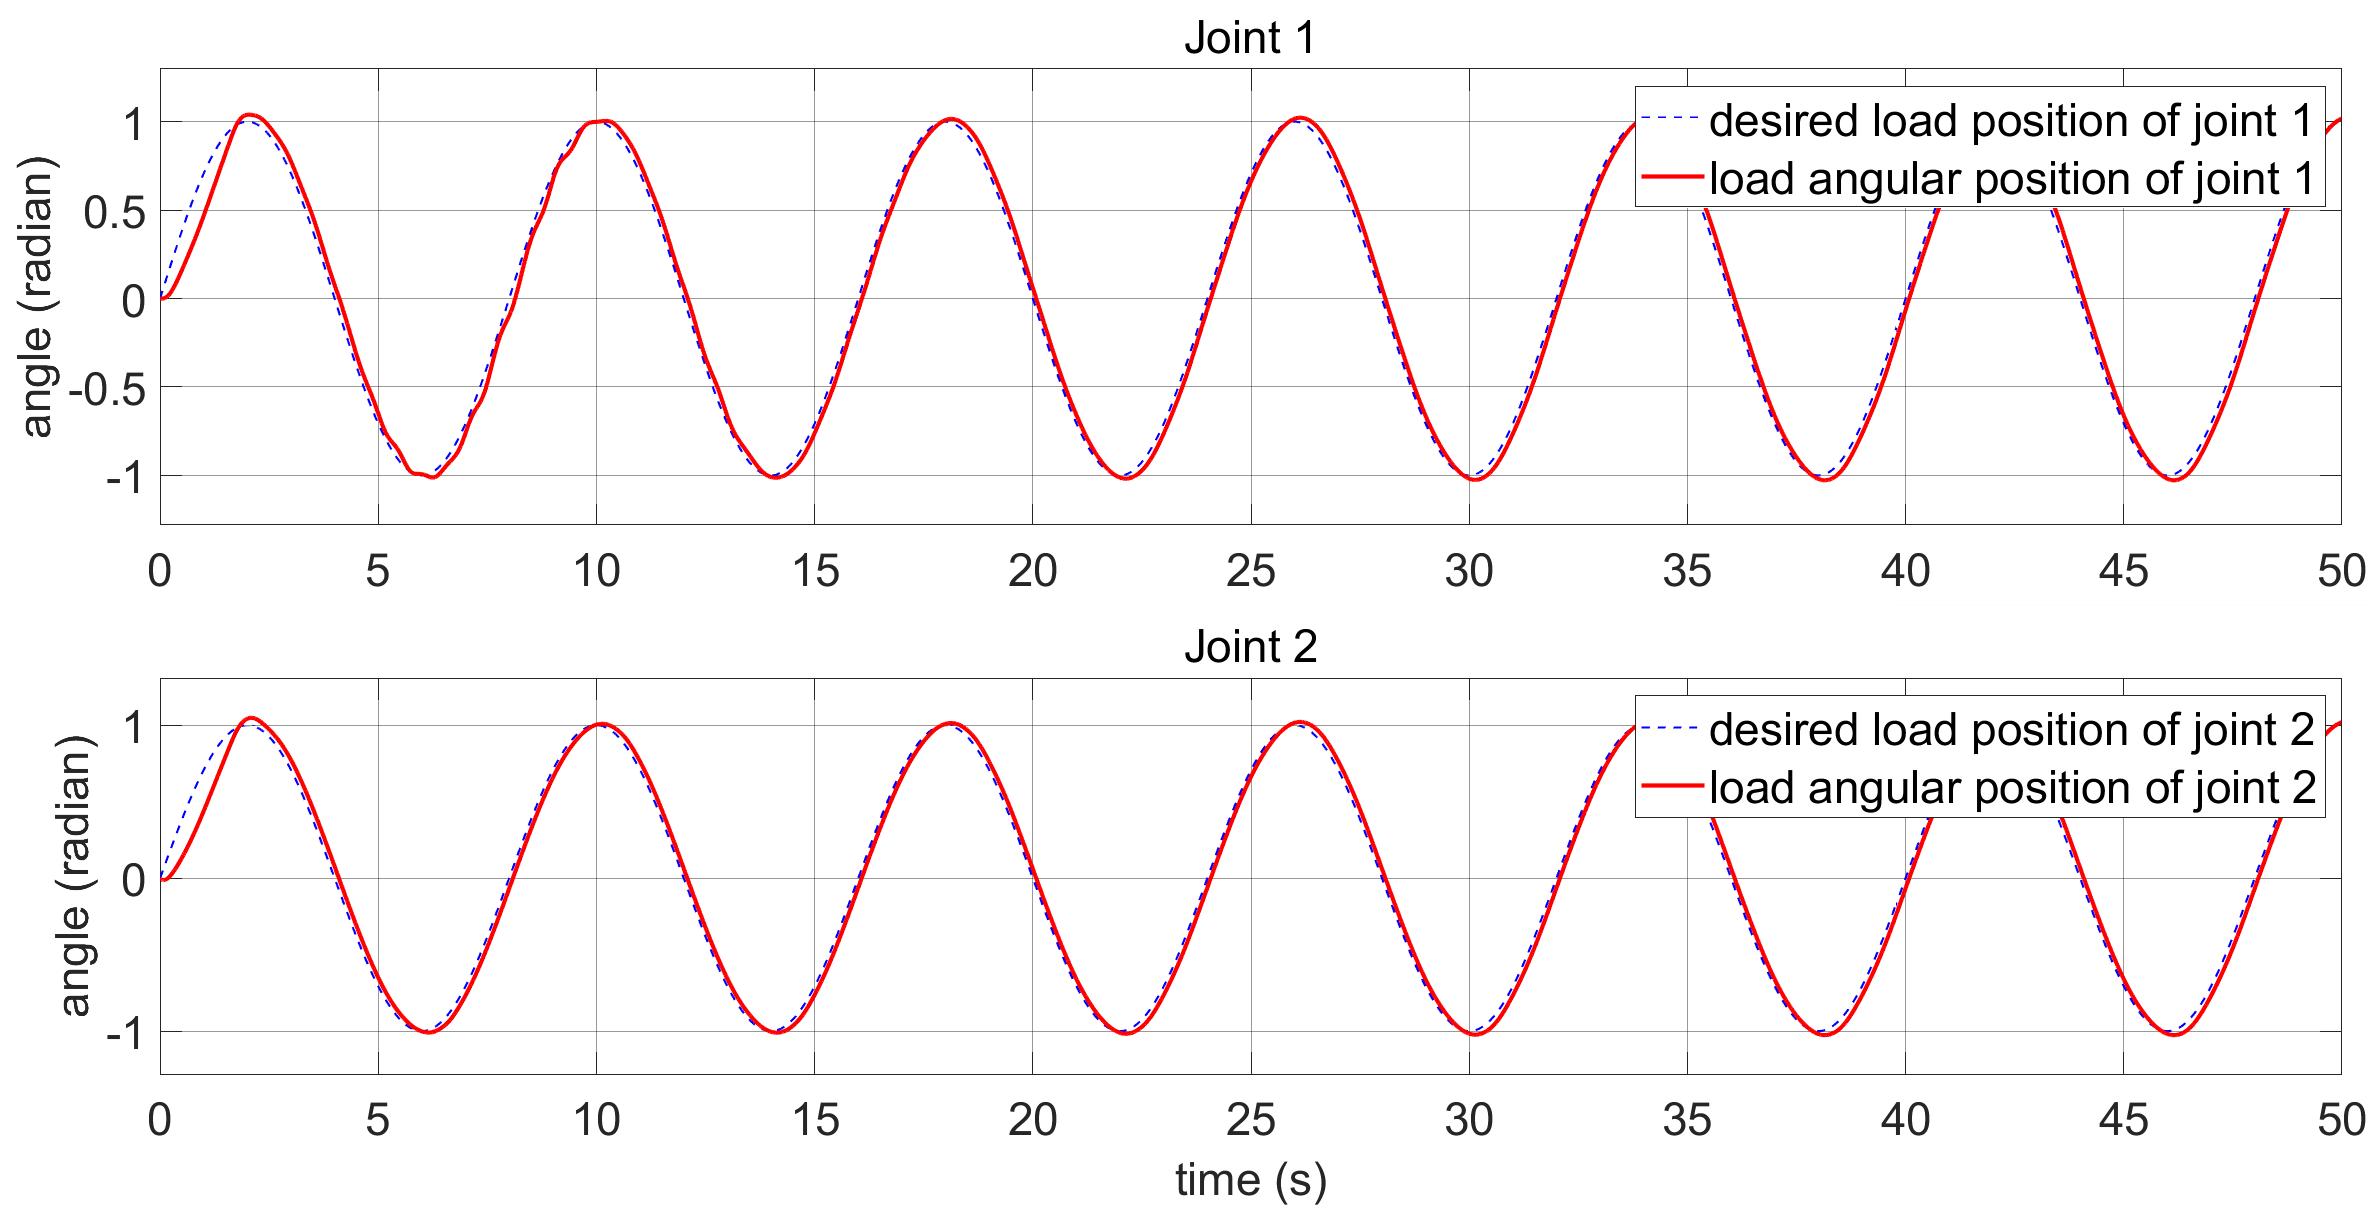 Joint 1
desired load position of joint 1
load angular position of joint 1
angle (radian)
1
0.5
0
-0.5
-1
0 5 10 15 20 25 30 35 40 45 50
Joint 2
desired load position of joint 2
load angular position of joint 2
angle (radian)
1
0
-1
0 5 10 15 20 25 30 35 40 45 50
time (s)